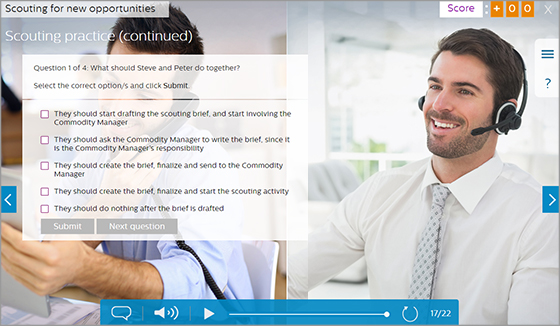 Scouting for new opportunities
Score + 0 0 X
Scouting practice (continued)
Question 1 of 4: What should Steve and Peter do together?
Select the correct option/s and click Submit.
They should start drafting the scouting brief, and start involving the
Commodity Manager
They should ask the Commodity Manager to write the brief, since it
is the Commodity Manager's responsibility
They should create the brief, finalize and send to the Commodity
Manager
They should create the brief, finalize and start the scouting activity
They should do nothing after the brief is drafted
Submit Next question
?
17/22